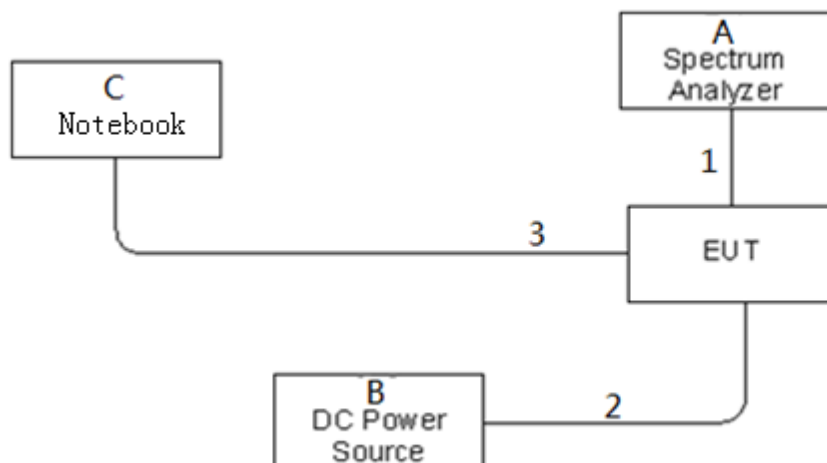 A
Spectrum
Analyzer
C
Notebook
1
3
EUT
B
DC Power
Source
2